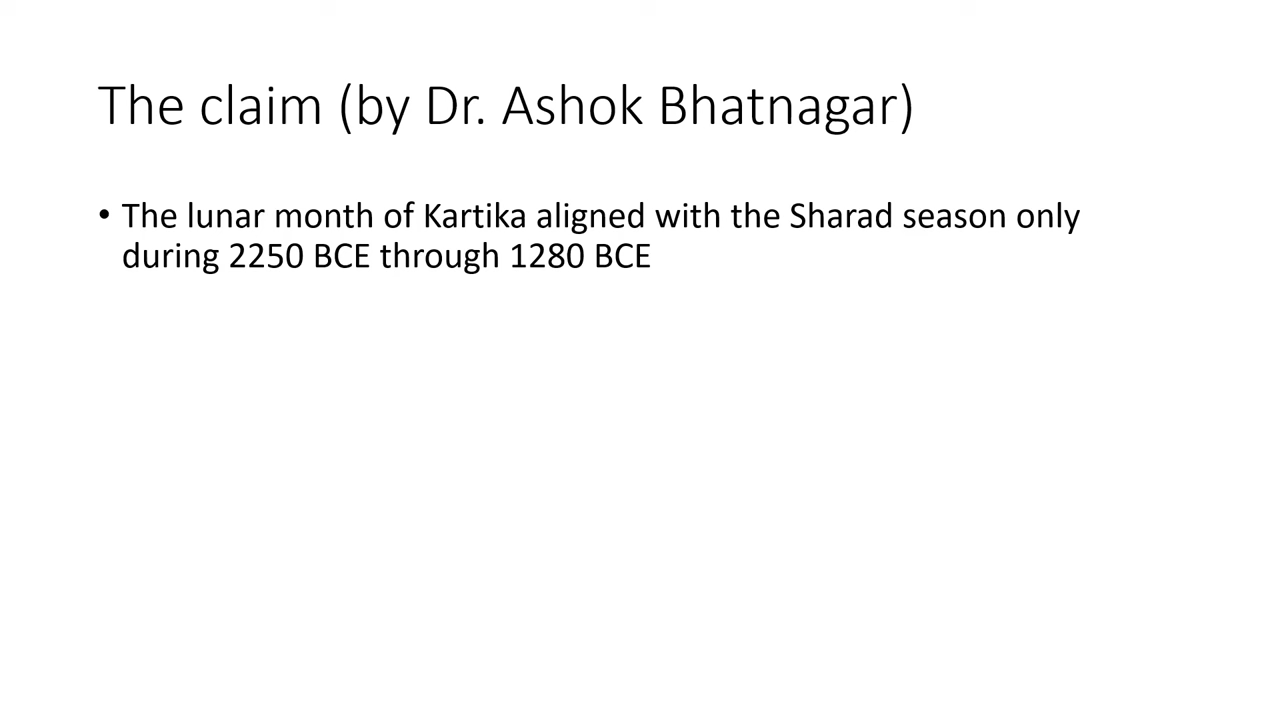 The claim (by Dr. Ashok Bhatnagar)
• The lunar month of Kartika aligned with the Sharad season only
during 2250 BCE through 1280 BCE